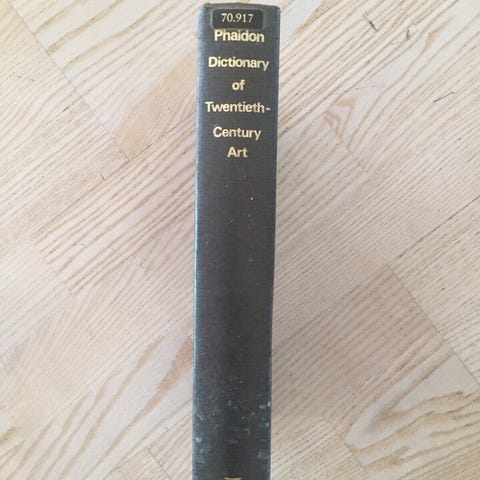 70.917
Phaidon
Dictionary
of
Twentieth-
Century
Art